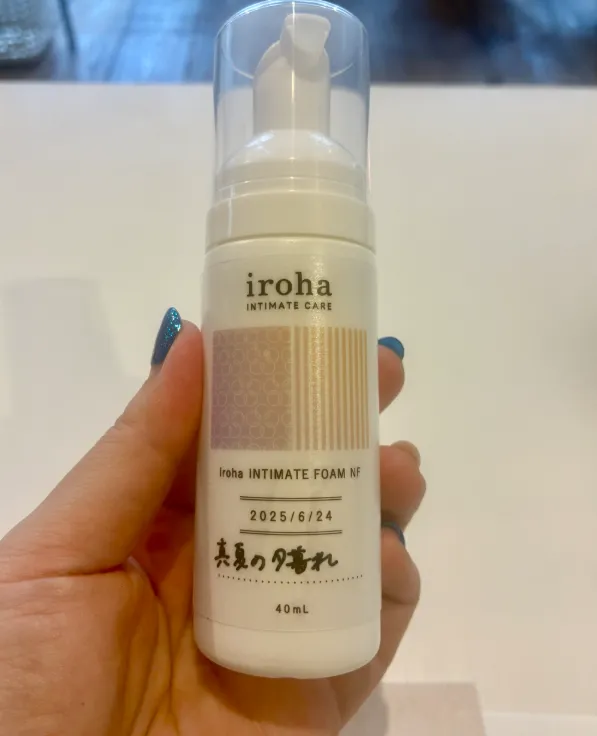 iroha
INTIMATE CARE
iroha INTIMATE FOAM NF
2025/6/24
真夏の夕暮れ
40mL